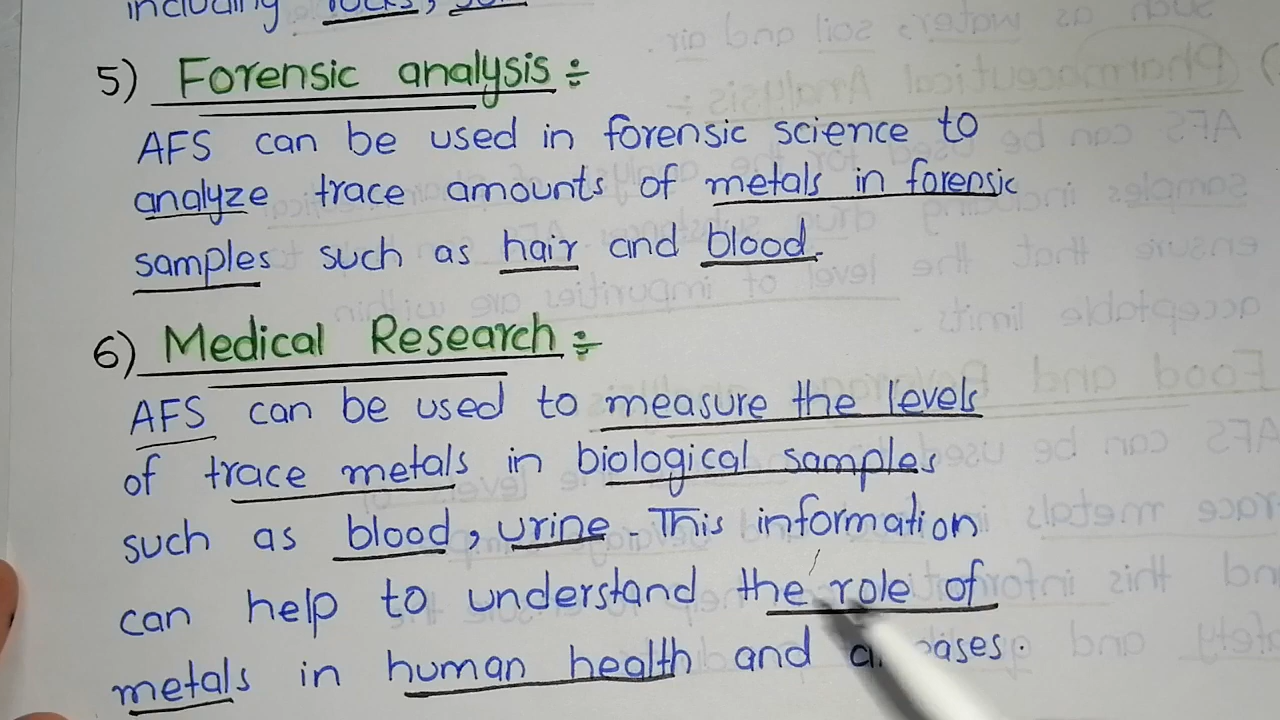 including rocks, soil
5) Forensic analysis ÷
AFS can be used in forensic science to
analyze trace amounts of metals in forensic
samples such as hair and blood.
6) Medical Research ÷
AFS can be used to measure the levels
of trace metals in biological samples
such as blood, urine. This information
can help to understand the role of
metals in human health and